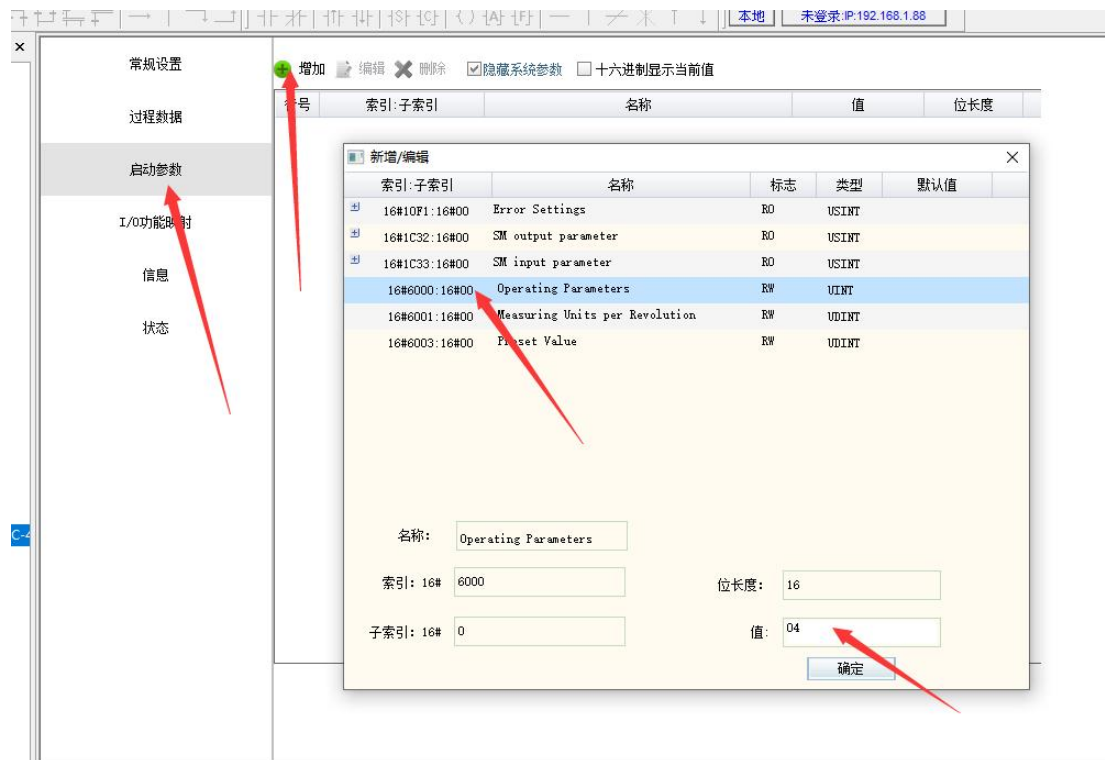 本地 未登录:IP:192.168.1.88
常规设置
过程数据
启动参数
I/O功能映射
信息
状态
增加 编辑 删除 隐藏系统参数 十六进制显示当前值
行号 索引:子索引 名称 值 位长度
新增/编辑
索引:子索引 名称 标志 类型 默认值
16#10F1:16#00 Error Settings RO USINT
16#1C32:16#00 SM output parameter RO USINT
16#1C33:16#00 SM input parameter RO USINT
16#6000:16#00 Operating Parameters RW UINT
16#6001:16#00 Measuring Units per Revolution RW UDINT
16#6003:16#00 Preset Value RW UDINT
名称: Operating Parameters
索引: 16# 6000 位长度: 16
子索引: 16# 0 值: 04
确定
C-4